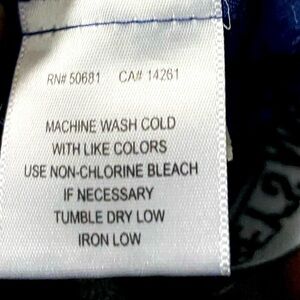 RN# 50681 CA# 14261
MACHINE WASH COLD
WITH LIKE COLORS
USE NON-CHLORINE BLEACH
IF NECESSARY
TUMBLE DRY LOW
IRON LOW